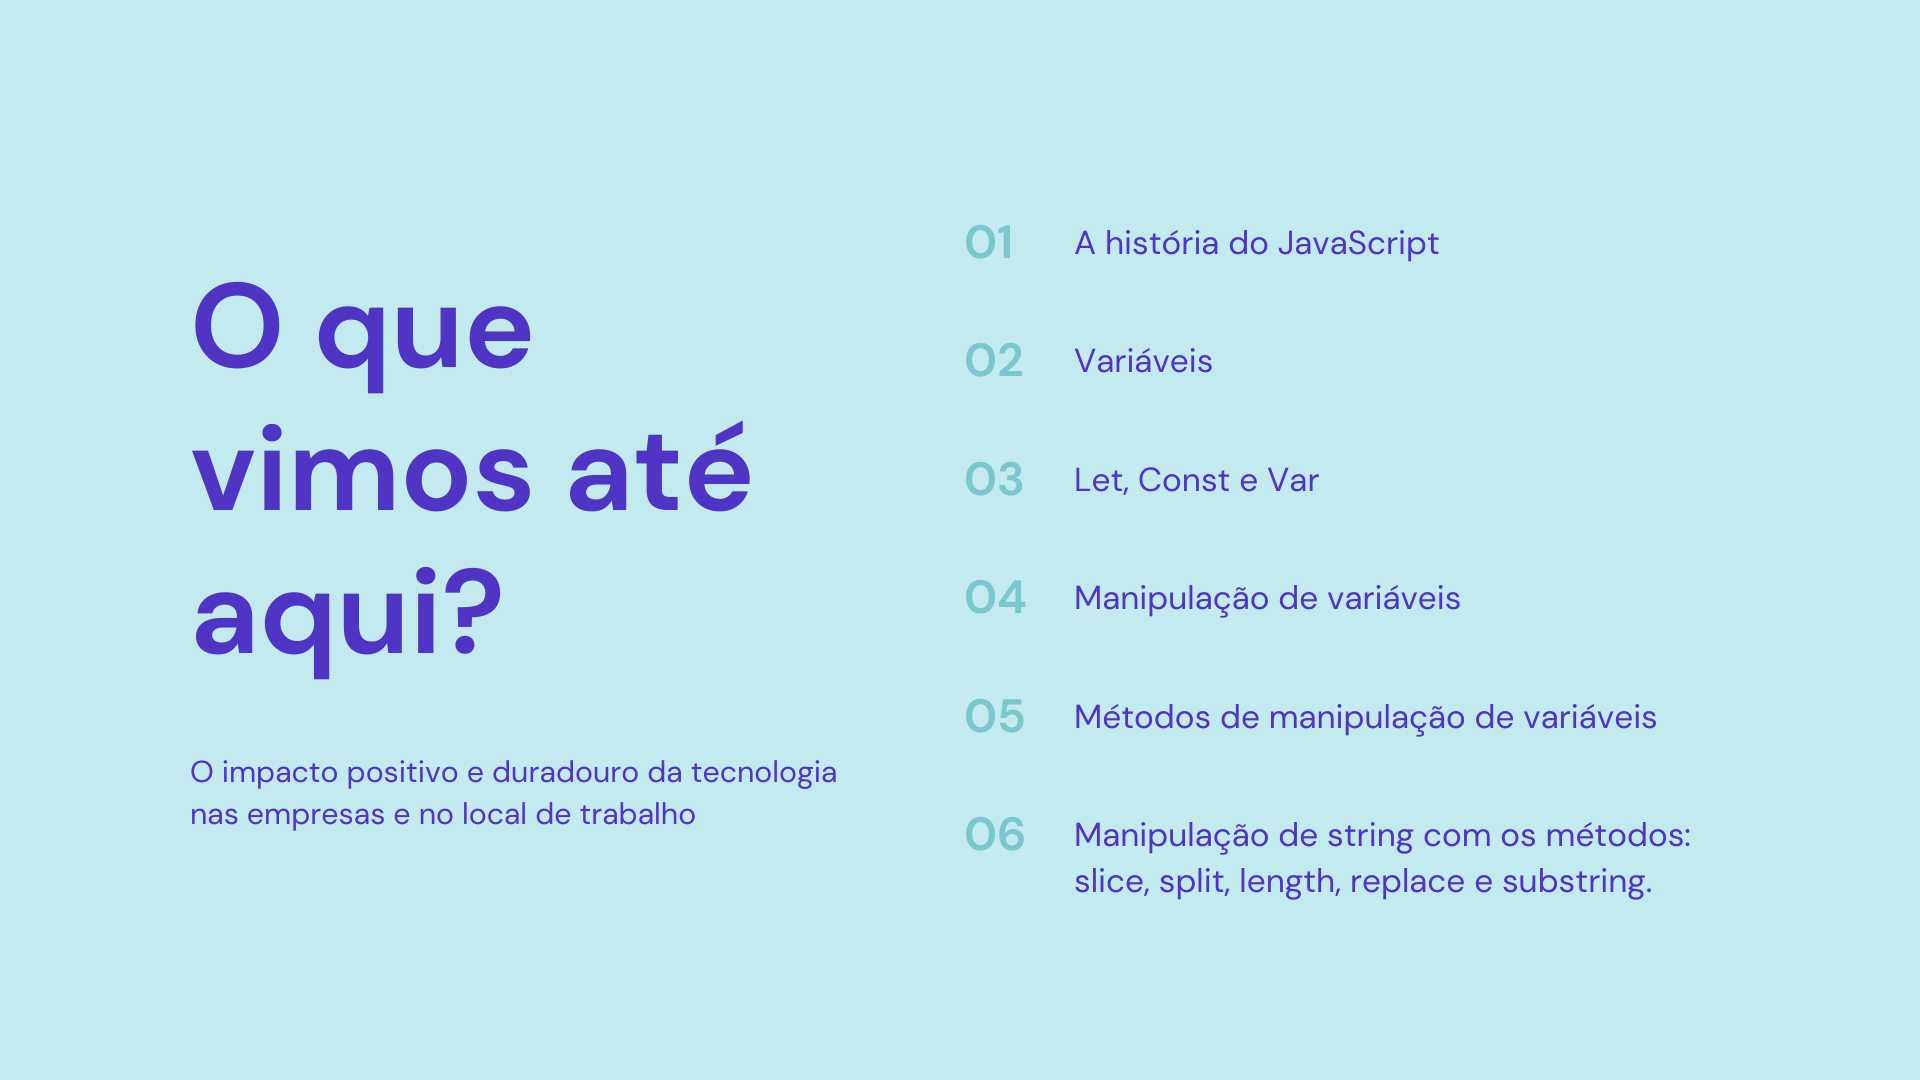 O que
vimos até
aqui?
O impacto positivo e duradouro da tecnologia
nas empresas e no local de trabalho
01 A história do JavaScript
02 Variáveis
03 Let, Const e Var
04 Manipulação de variáveis
05 Métodos de manipulação de variáveis
06 Manipulação de string com os métodos:
slice, split, length, replace e substring.